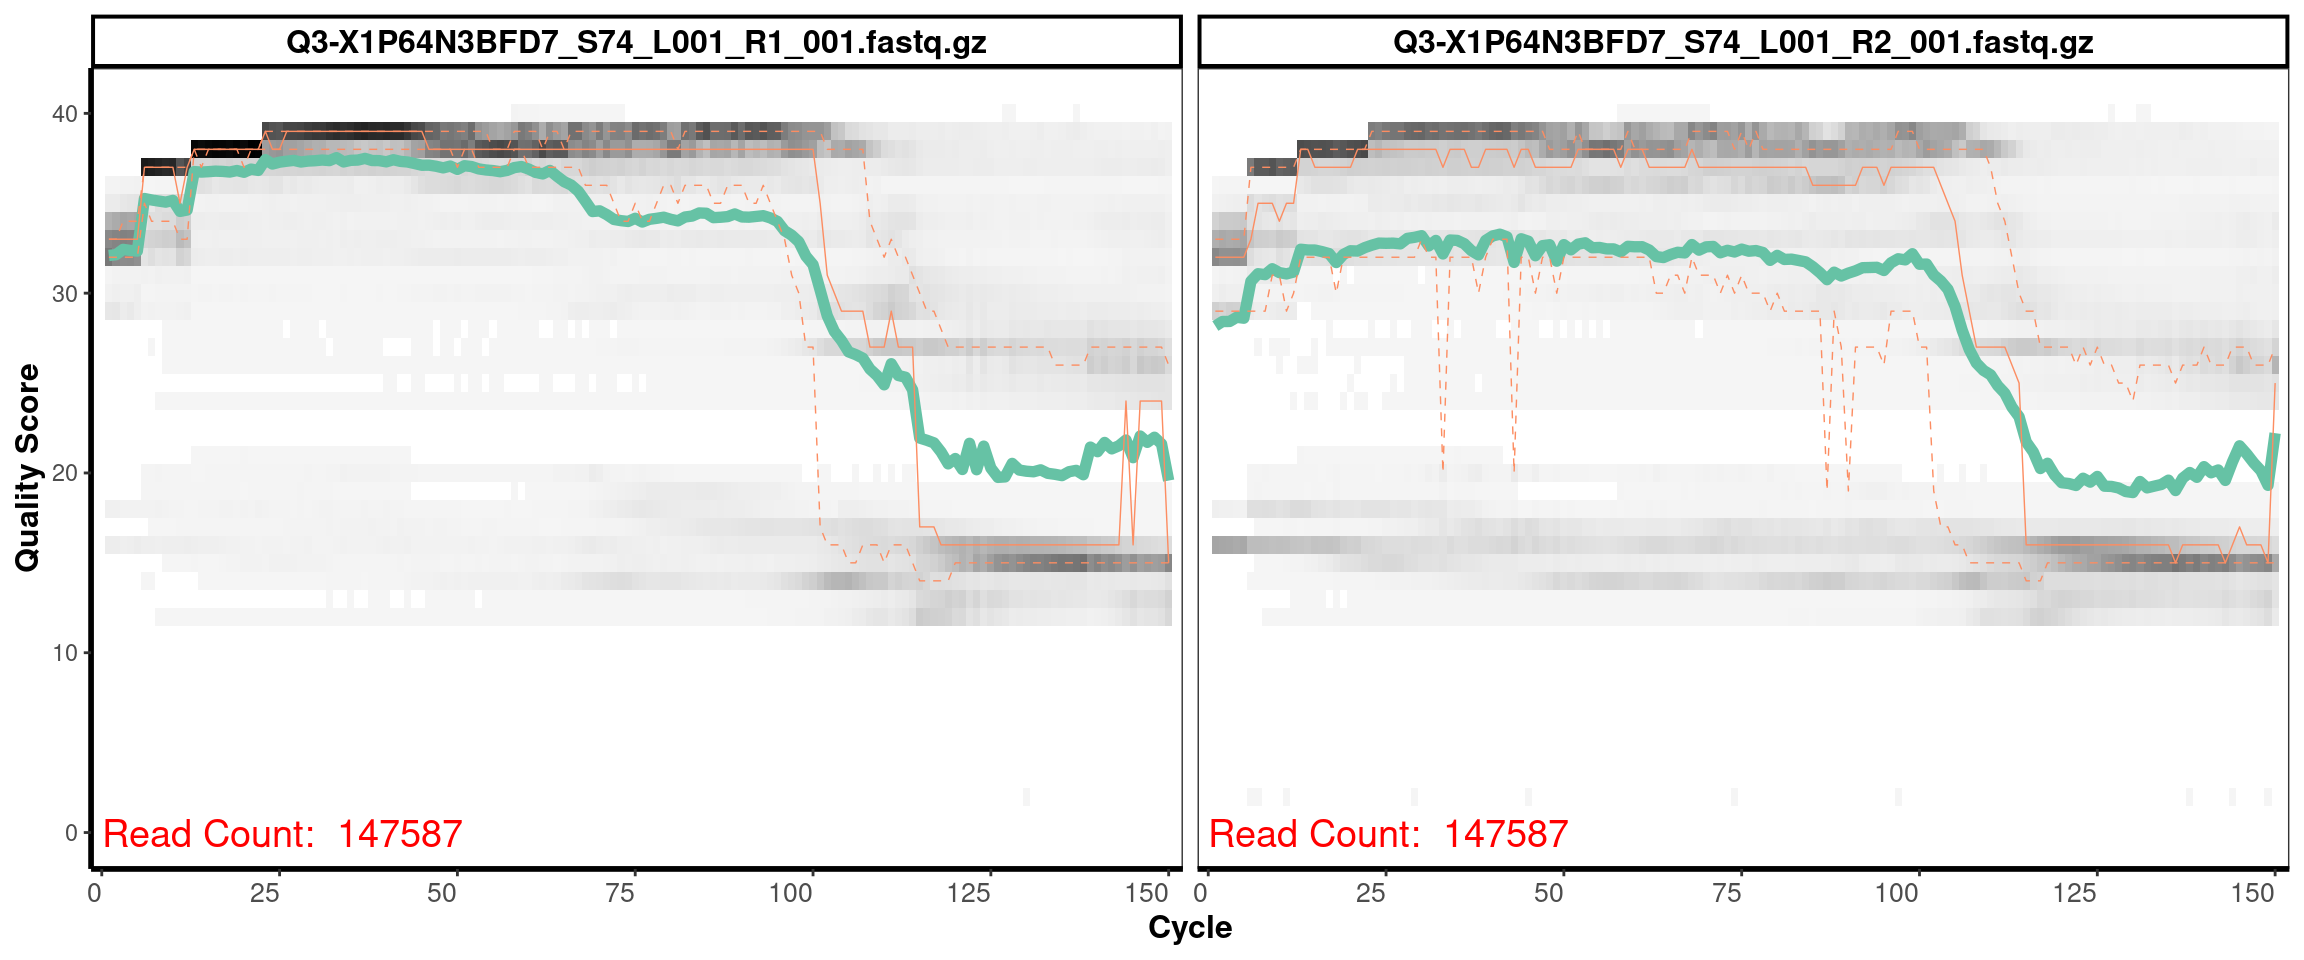 Q3-X1P64N3BFD7_S74_L001_R1_001.fastq.gz
Q3-X1P64N3BFD7_S74_L001_R2_001.fastq.gz
Quality Score
40
30
20
10
0
Read Count: 147587
Read Count: 147587
0 25 50 75 100 125 150
0 25 50 75 100 125 150
Cycle